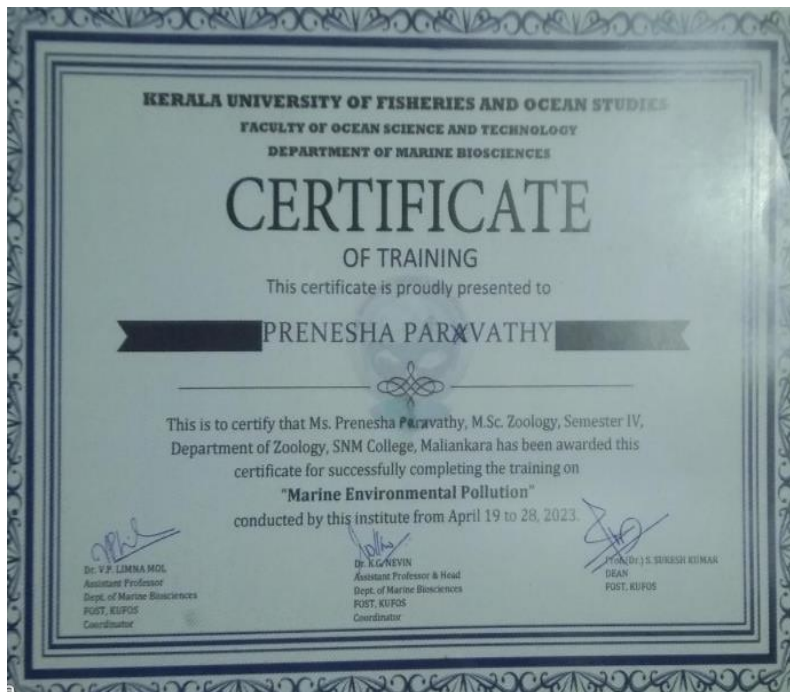 KERALA UNIVERSITY OF FISHERIES AND OCEAN STUDIES
FACULTY OF OCEAN SCIENCE AND TECHNOLOGY
DEPARTMENT OF MARINE BIOSCIENCES
CERTIFICATE
OF TRAINING
This certificate is proudly presented to
PRENESHA PARAVATHY
This is to certify that Ms. Prenesha Paravathy, M.Sc. Zoology, Semester IV,
Department of Zoology, SNM College, Maliankara has been awarded this
certificate for successfully completing the training on
"Marine Environmental Pollution"
conducted by this institute from April 19 to 28, 2023.
Dr. V.P. LIMNA MOL
Assistant Professor
Dept. of Marine Biosciences
FOST, KUFOS
Coordinator
Dr. K.G. NEVIN
Assistant Professor & Head
Dept. of Marine Biosciences
FOST, KUFOS
Coordinator
Prof. (Dr.) S. SURESH KUMAR
DEAN
FOST, KUFOS